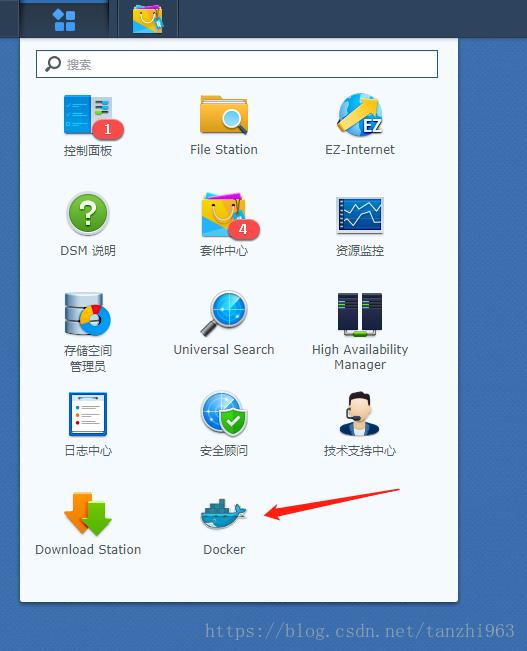 搜索
1
控制面板
File Station
EZ
EZ-Internet
DSM 说明
4
套件中心
资源监控
存储空间
管理员
Universal Search
High Availability
Manager
日志中心
安全顾问
技术支持中心
Download Station
Docker
https://blog.csdn.net/tanzhi963